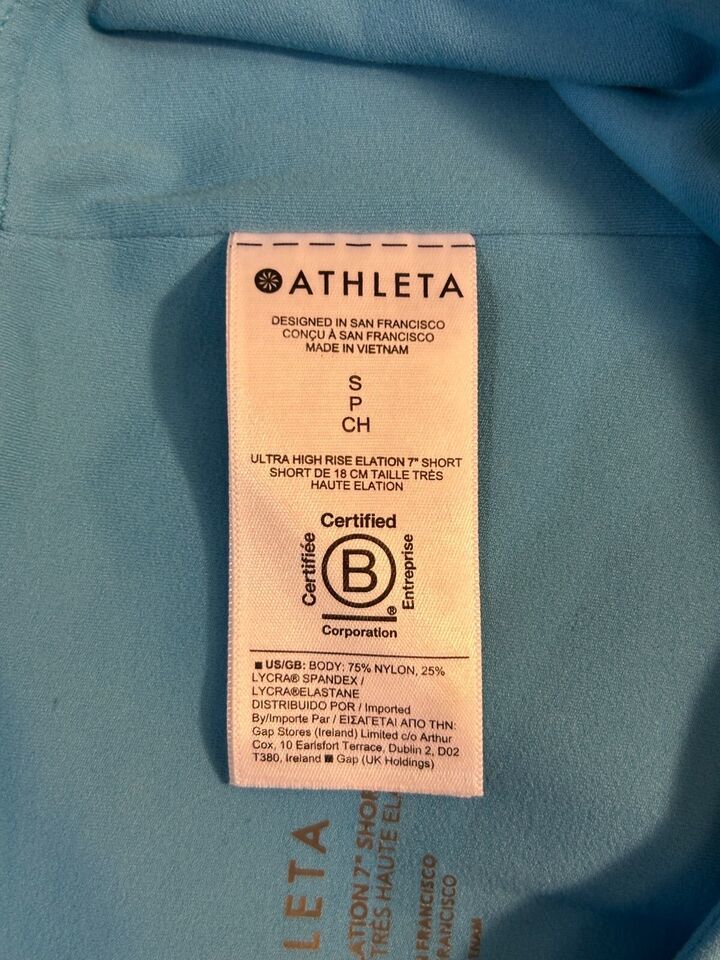 ATHLETA
DESIGNED IN SAN FRANCISCO
CONÇU À SAN FRANCISCO
MADE IN VIETNAM
S
P
CH
ULTRA HIGH RISE ELATION 7" SHORT
SHORT DE 18 CM TAILLE TRÈS
HAUTE ELATION
Certified
Certifiée
B
®
Entreprise
Corporation
■ US/GB: BODY: 75% NYLON, 25%
LYCRA® SPANDEX /
LYCRA®ELASTANE
DISTRIBUIDO POR / Imported
By/Importe Par / ΕΙΣΑΓΕΤΑΙ ΑΠΟ ΤΗΝ:
Gap Stores (Ireland) Limited c/o Arthur
Cox, 10 Earlsfort Terrace, Dublin 2, D02
T380, Ireland ■ Gap (UK Holdings)
LETA
ATION 7" SHOR
TRÈS HAUTE EL
FRANCISCO
RANCISCO